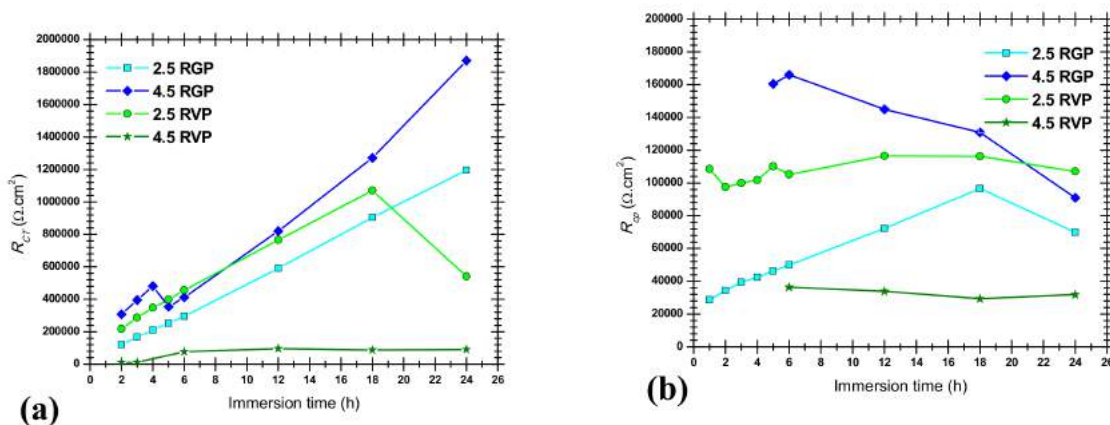 2000000
1800000
1600000
1400000
1200000
1000000
800000
600000
400000
200000
0
R_CT (Ω.cm²)
2.5 RGP
4.5 RGP
2.5 RVP
4.5 RVP
0 2 4 6 8 10 12 14 16 18 20 22 24 26
Immersion time (h)
(a)
200000
180000
160000
140000
120000
100000
80000
60000
40000
20000
0
R_cp (Ω.cm²)
2.5 RGP
4.5 RGP
2.5 RVP
4.5 RVP
0 2 4 6 8 10 12 14 16 18 20 22 24 26
Immersion time (h)
(b)